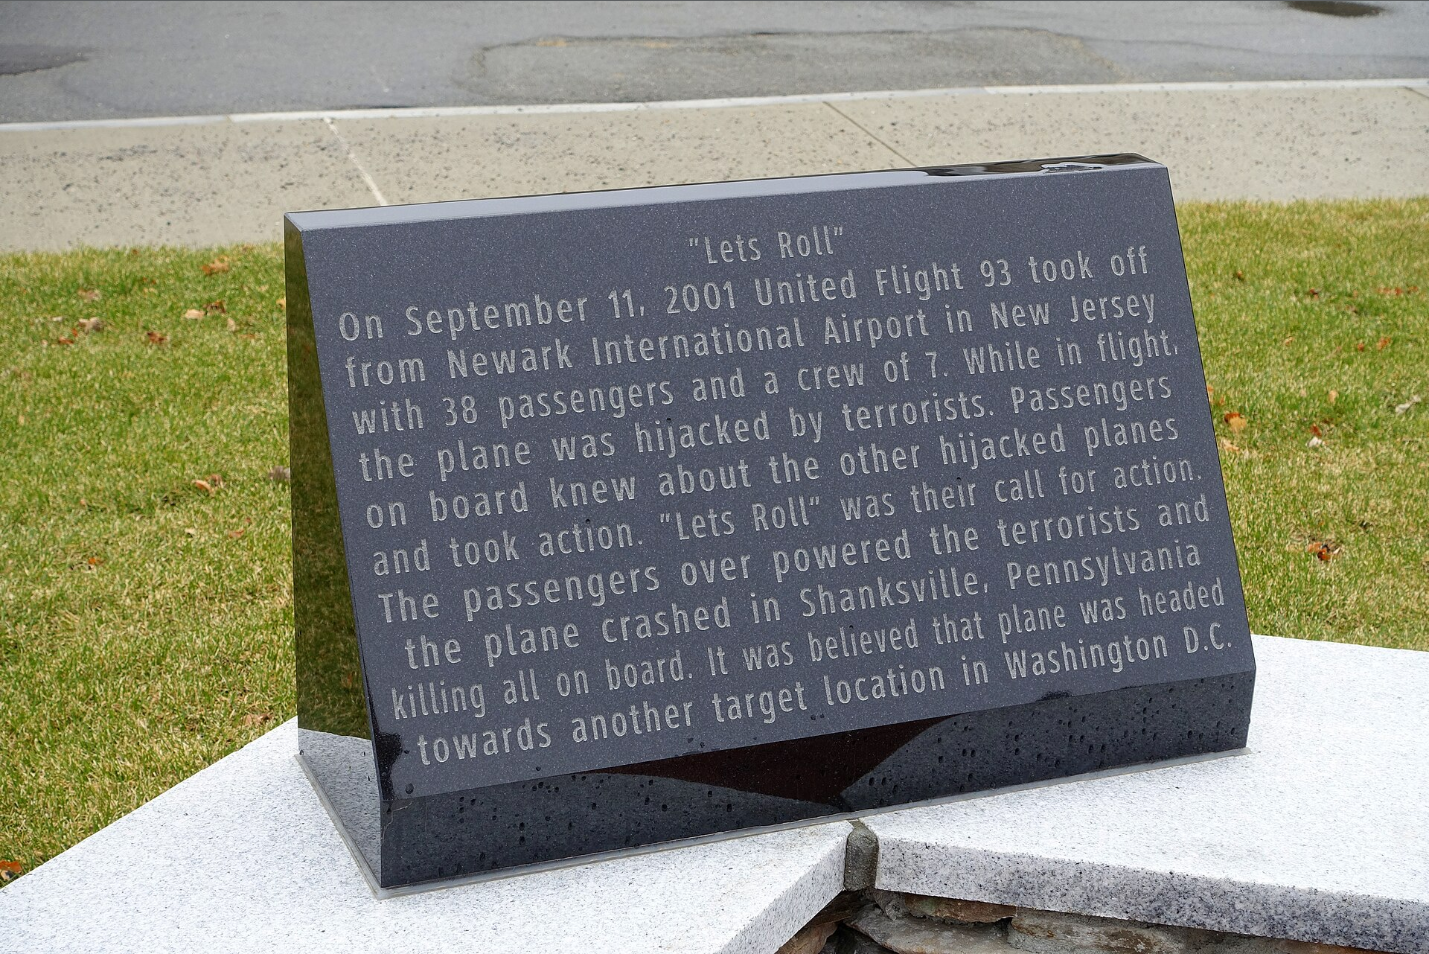 "Lets Roll"
On September 11, 2001 United Flight 93 took off
from Newark International Airport in New Jersey
with 38 passengers and a crew of 7. While in flight,
the plane was hijacked by terrorists. Passengers
on board knew about the other hijacked planes
and took action. "Lets Roll" was their call for action.
The passengers over powered the terrorists and
the plane crashed in Shanksville, Pennsylvania
killing all on board. It was believed that plane was headed
towards another target location in Washington D.C.